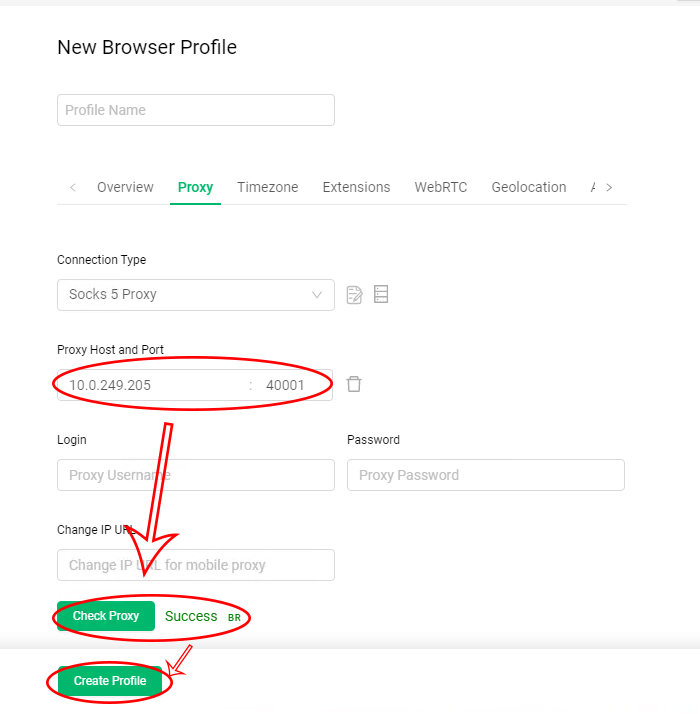 New Browser Profile
Profile Name
Overview Proxy Timezone Extensions WebRTC Geolocation
Connection Type
Socks 5 Proxy
Proxy Host and Port
10.0.249.205 : 40001
Login Password
Proxy Username Proxy Password
Change IP URL
Change IP URL for mobile proxy
Check Proxy Success BR
Create Profile